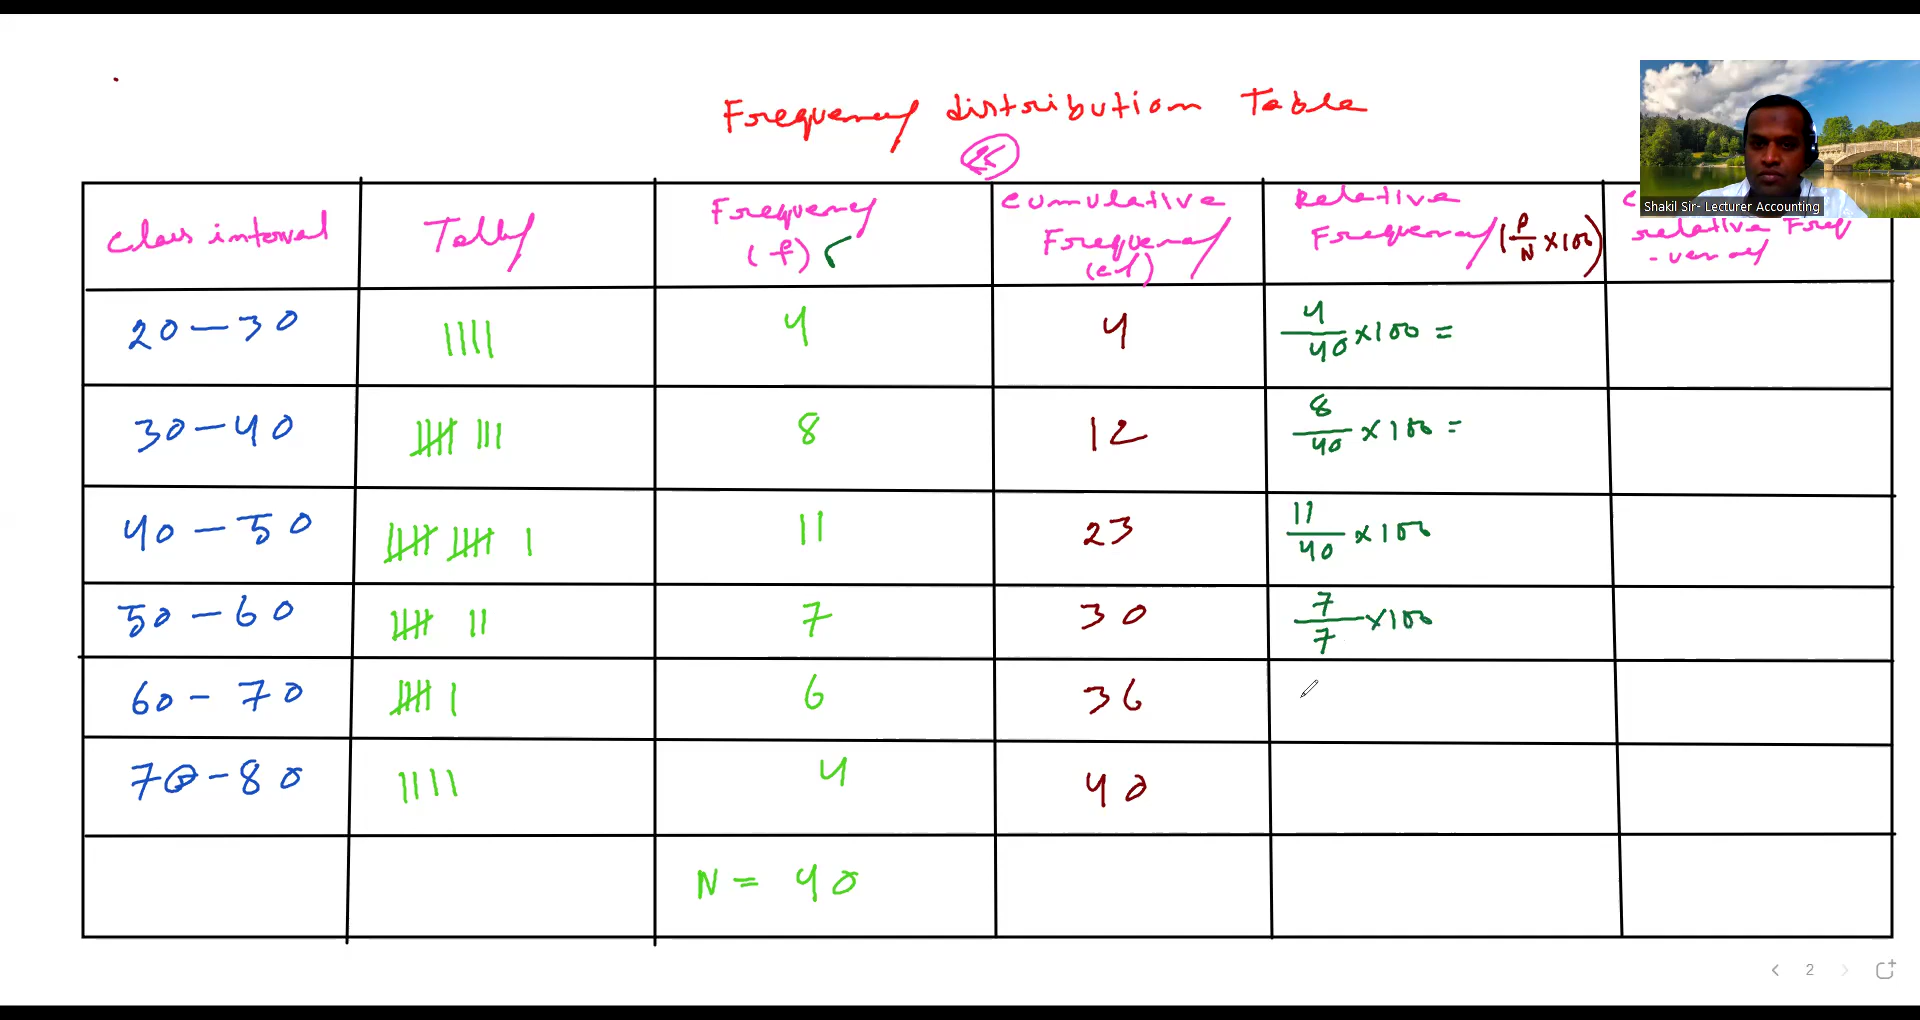 Frequency distribution Table
Class interval Tally Frequency (f) Cumulative Frequency (cf) Relative Frequency (f/N ×100) relative Freq-uency
Shakil Sir- Lecturer Accounting
20 – 30 |||| 4 4 4/40 ×100 =
30 – 40 8 12 8/40 ×100 =
40 – 50 11 23 11/40 ×100
50 – 60 7 30 7/7 ×100
60 – 70 6 36
70 – 80 |||| 4 40
N = 40
2